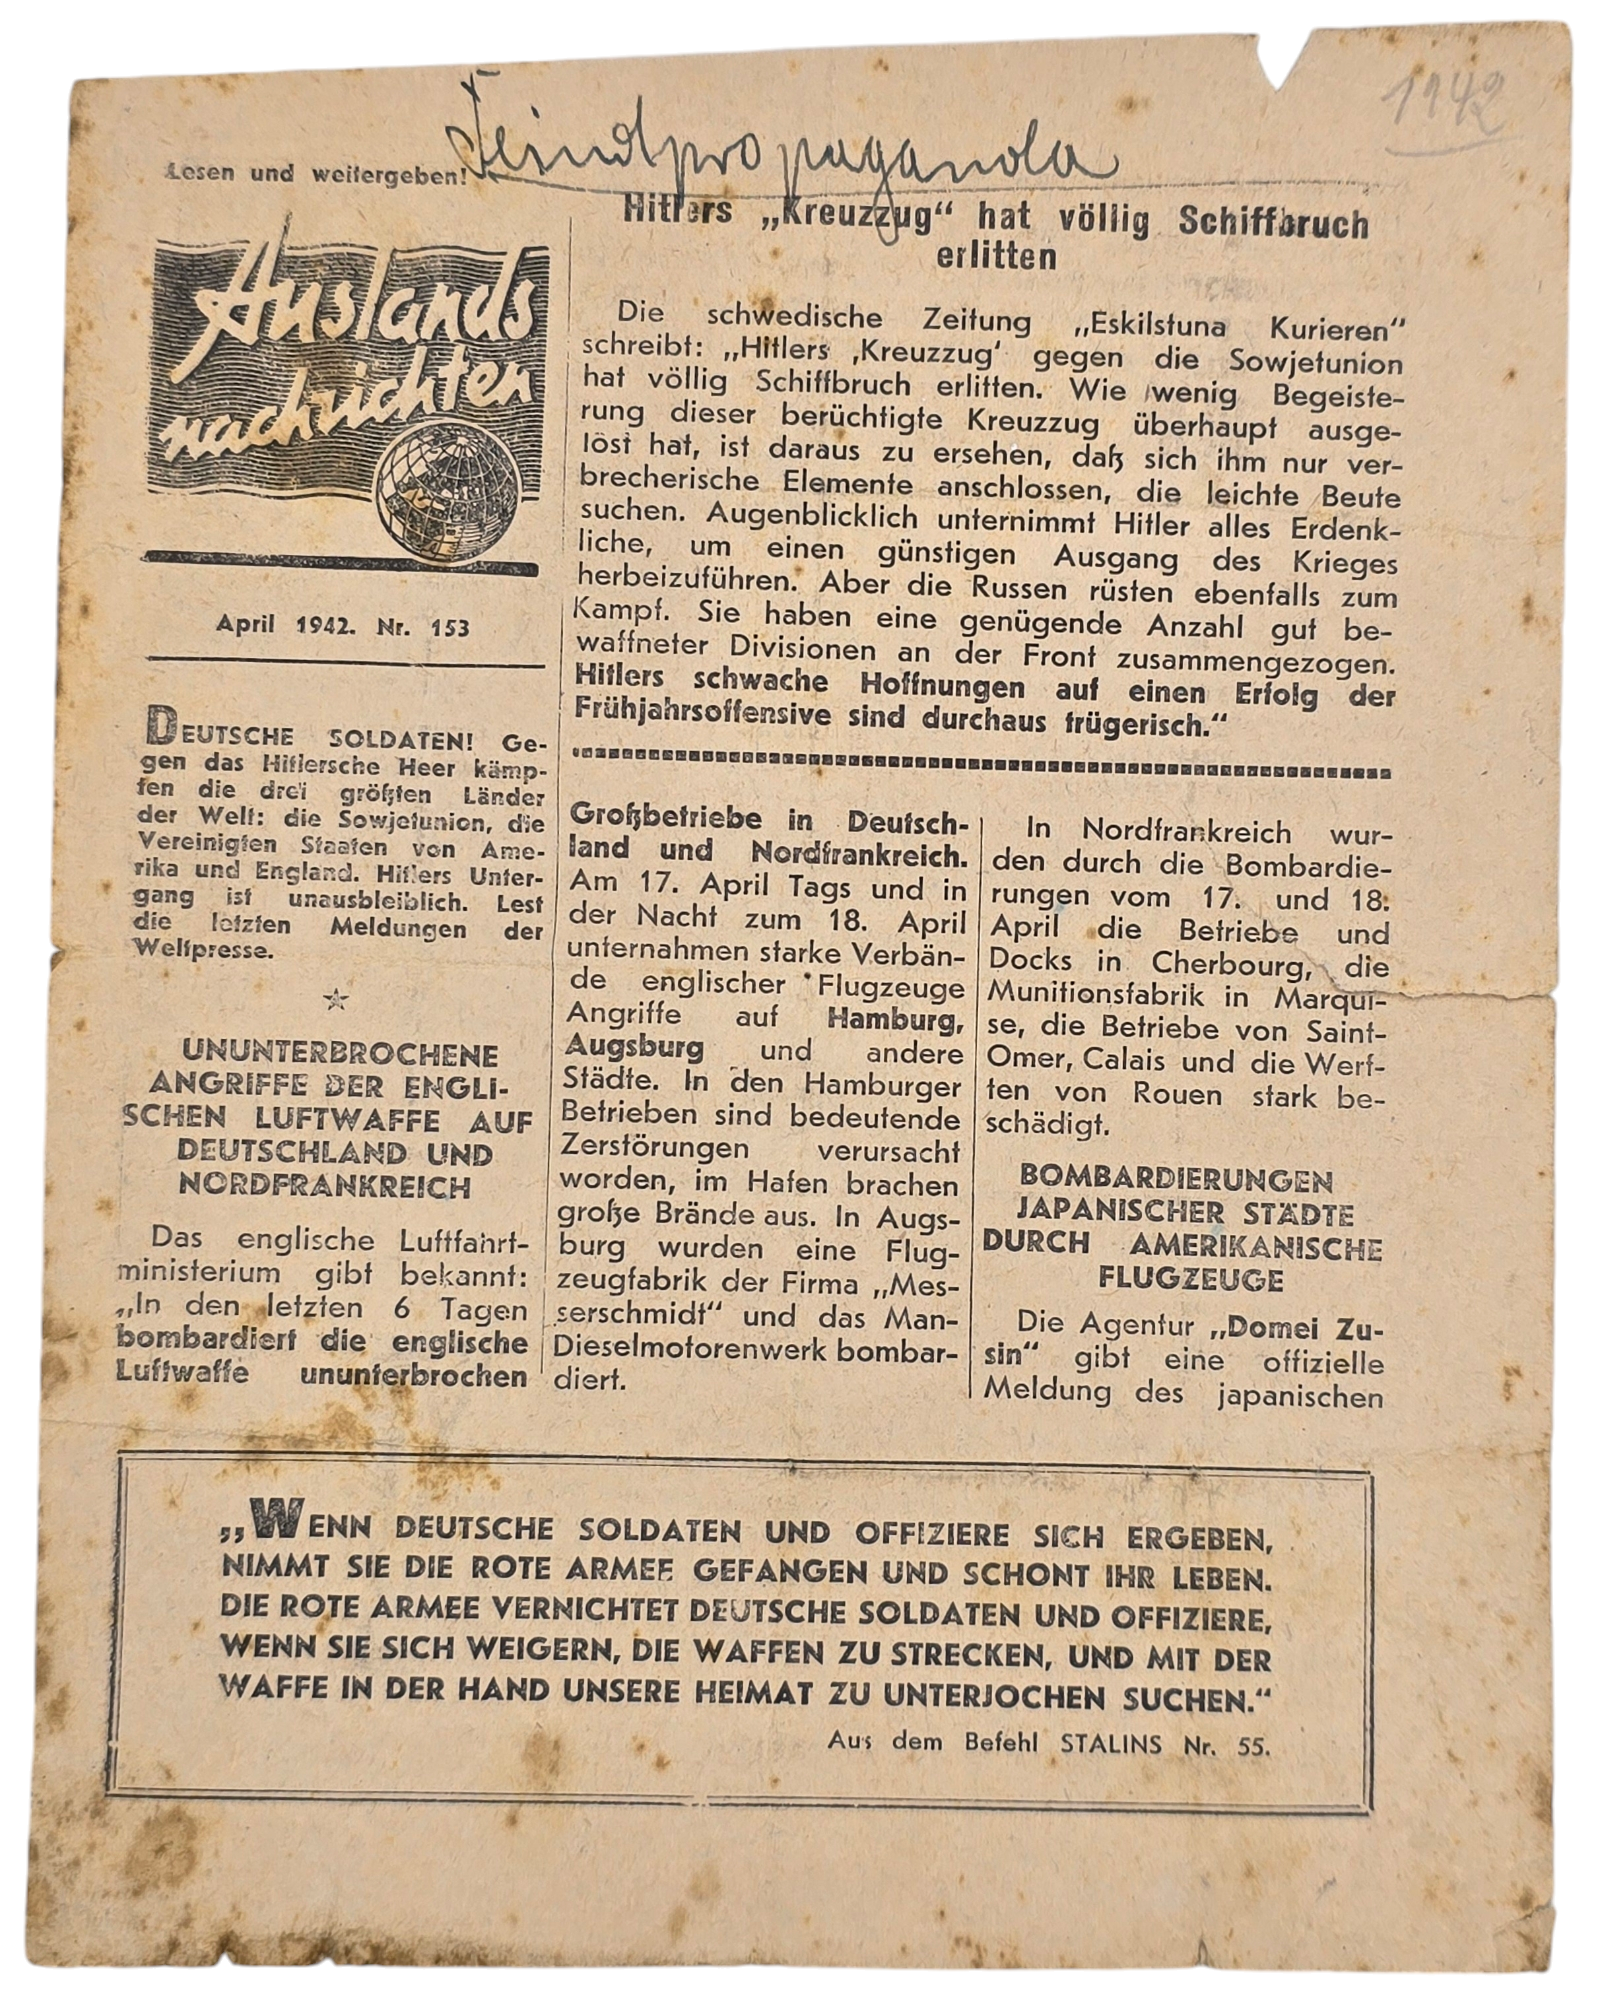 Feindpropaganda
1942
Lesen und weitergeben!
Auslands
nachrichten
April 1942. Nr. 153
DEUTSCHE SOLDATEN! Ge-
gen das Hitlersche Heer kämp-
fen die drei größten Länder
der Welt: die Sowjetunion, die
Vereinigten Staaten von Ame-
rika und England. Hitlers Unter-
gang ist unausbleiblich. Lest
die letzten Meldungen der
Weltpresse.
UNUNTERBROCHENE
ANGRIFFE DER ENGLI-
SCHEN LUFTWAFFE AUF
DEUTSCHLAND UND
NORDFRANKREICH
Das englische Luftfahrt-
ministerium gibt bekannt:
„In den letzten 6 Tagen
bombardiert die englische
Luftwaffe ununterbrochen
Hitlers „Kreuzzug“ hat völlig Schiffbruch
erlitten
Die schwedische Zeitung „Eskilstuna Kurieren“
schreibt: „Hitlers ‚Kreuzzug‘ gegen die Sowjetunion
hat völlig Schiffbruch erlitten. Wie wenig Begeiste-
rung dieser berüchtigte Kreuzzug überhaupt ausge-
löst hat, ist daraus zu ersehen, daß sich ihm nur ver-
brecherische Elemente anschlossen, die leichte Beute
suchen. Augenblicklich unternimmt Hitler alles Erdenk-
liche, um einen günstigen Ausgang des Krieges
herbeizuführen. Aber die Russen rüsten ebenfalls zum
Kampf. Sie haben eine genügende Anzahl gut be-
waffneter Divisionen an der Front zusammengezogen.
Hitlers schwache Hoffnungen auf einen Erfolg der
Frühjahrsoffensive sind durchaus trügerisch.“
Großbetriebe in Deutsch-
land und Nordfrankreich.
Am 17. April Tags und in
der Nacht zum 18. April
unternahmen starke Verbän-
de englischer Flugzeuge
Angriffe auf Hamburg,
Augsburg und andere
Städte. In den Hamburger
Betrieben sind bedeutende
Zerstörungen verursacht
worden, im Hafen brachen
große Brände aus. In Augs-
burg wurden eine Flug-
zeugfabrik der Firma „Mes-
serschmidt“ und das Man-
Dieselmotorenwerk bombar-
diert.
In Nordfrankreich wur-
den durch die Bombardie-
rungen vom 17. und 18.
April die Betriebe und
Docks in Cherbourg, die
Munitionsfabrik in Marqui-
se, die Betriebe von Saint-
Omer, Calais und die Werf-
ten von Rouen stark be-
schädigt.
BOMBARDIERUNGEN
JAPANISCHER STÄDTE
DURCH AMERIKANISCHE
FLUGZEUGE
Die Agentur „Domei Zu-
sin“ gibt eine offizielle
Meldung des japanischen
„WENN DEUTSCHE SOLDATEN UND OFFIZIERE SICH ERGEBEN,
NIMMT SIE DIE ROTE ARMEE GEFANGEN UND SCHONT IHR LEBEN.
DIE ROTE ARMEE VERNICHTET DEUTSCHE SOLDATEN UND OFFIZIERE,
WENN SIE SICH WEIGERN, DIE WAFFEN ZU STRECKEN, UND MIT DER
WAFFE IN DER HAND UNSERE HEIMAT ZU UNTERJOCHEN SUCHEN.“
Aus dem Befehl STALINS Nr. 55.